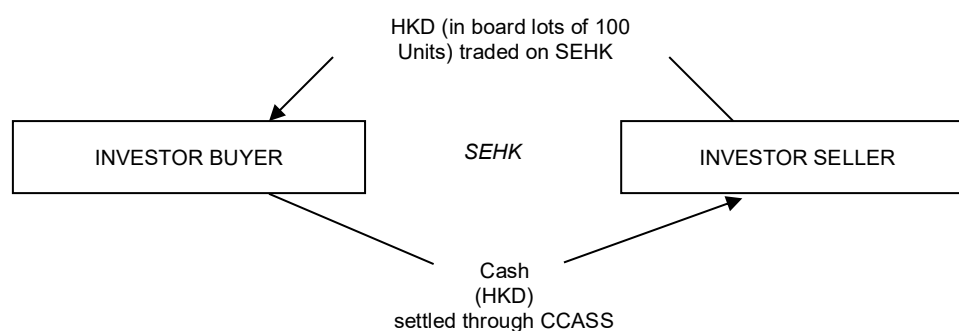 HKD (in board lots of 100
Units) traded on SEHK
INVESTOR BUYER
SEHK
INVESTOR SELLER
Cash
(HKD)
settled through CCASS